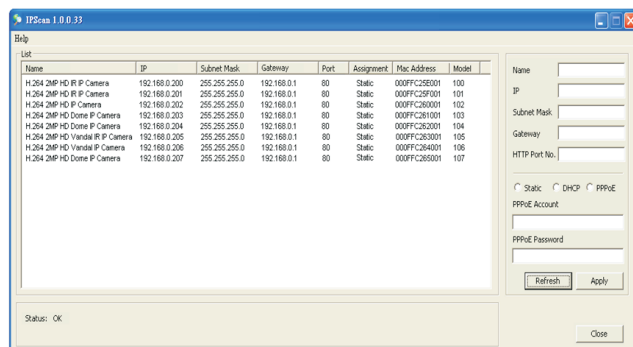 IPScan 1.0.0.33
Help
List
Name IP Subnet Mask Gateway Port Assignment Mac Address Model
H.264 2MP HD IR IP Camera 192.168.0.200 255.255.255.0 192.168.0.1 80 Static 000FFC25E001 100
H.264 2MP HD IR IP Camera 192.168.0.201 255.255.255.0 192.168.0.1 80 Static 000FFC25F001 101
H.264 2MP HD IP Camera 192.168.0.202 255.255.255.0 192.168.0.1 80 Static 000FFC260001 102
H.264 2MP HD Dome IP Camera 192.168.0.203 255.255.255.0 192.168.0.1 80 Static 000FFC261001 103
H.264 2MP HD Dome IP Camera 192.168.0.204 255.255.255.0 192.168.0.1 80 Static 000FFC262001 104
H.264 2MP HD Vandal IR IP Camera 192.168.0.205 255.255.255.0 192.168.0.1 80 Static 000FFC263001 105
H.264 2MP HD Vandal IP Camera 192.168.0.206 255.255.255.0 192.168.0.1 80 Static 000FFC264001 106
H.264 2MP HD Dome IP Camera 192.168.0.207 255.255.255.0 192.168.0.1 80 Static 000FFC265001 107
Name
IP
Subnet Mask
Gateway
HTTP Port No.
Static DHCP PPPoE
PPPoE Account
PPPoE Password
Refresh Apply
Status: OK
Close